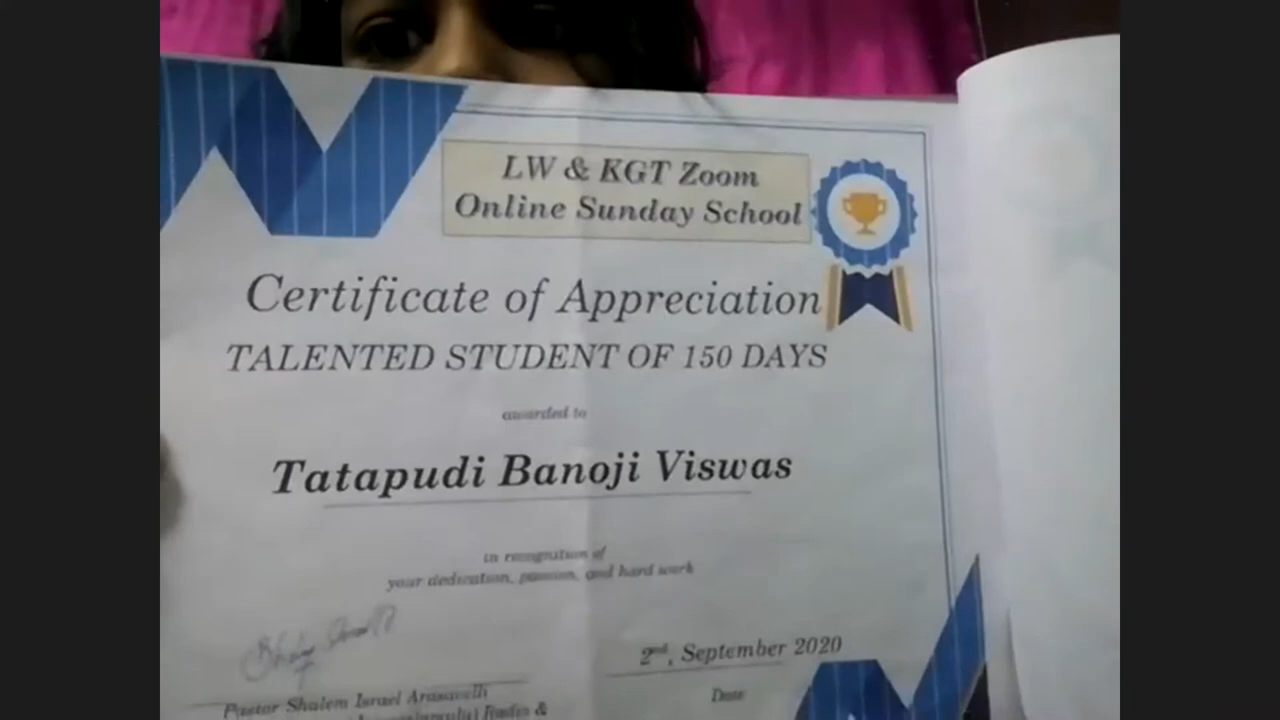 LW & KGT Zoom
Online Sunday School
Certificate of Appreciation
TALENTED STUDENT OF 150 DAYS
awarded to
Tatapudi Banoji Viswas
in recognition of
your dedication, passion, and hard work
2nd, September 2020
Pastor Shalem Israel Arasavelli
Date
&